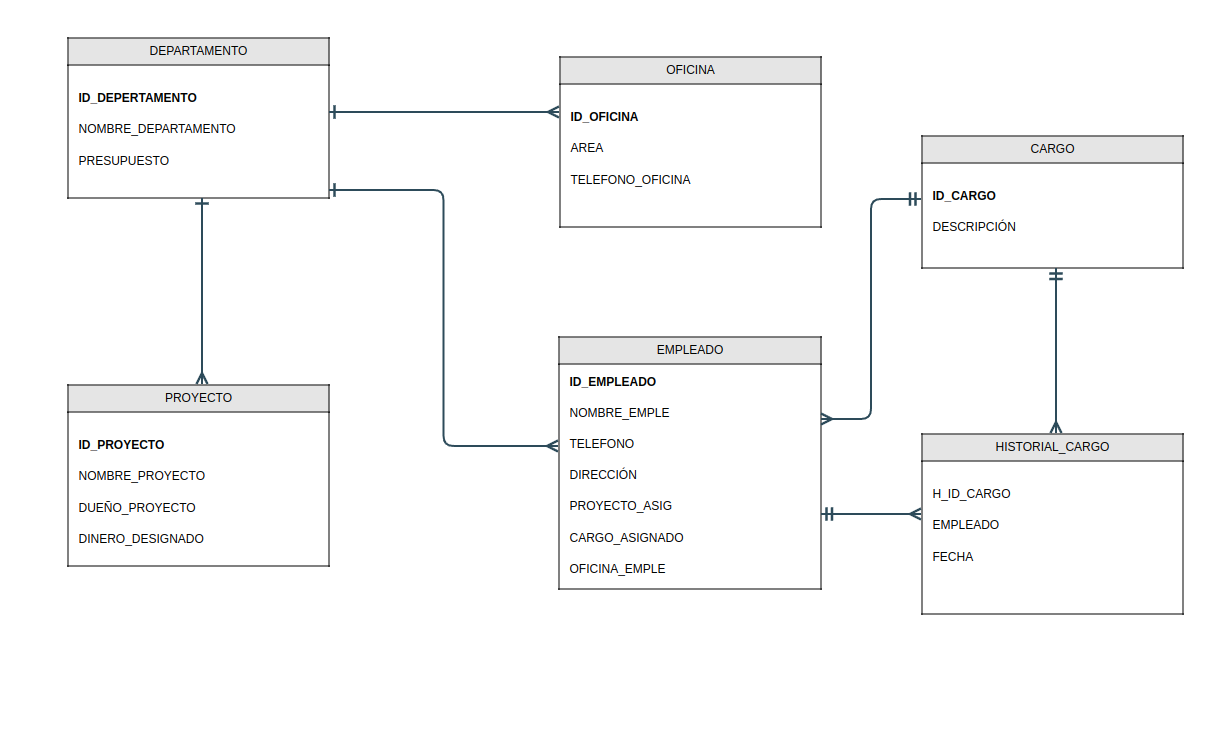 DEPARTAMENTO
ID_DEPERTAMENTO
NOMBRE_DEPARTAMENTO
PRESUPUESTO
OFICINA
ID_OFICINA
AREA
TELEFONO_OFICINA
CARGO
ID_CARGO
DESCRIPCIÓN
PROYECTO
ID_PROYECTO
NOMBRE_PROYECTO
DUEÑO_PROYECTO
DINERO_DESIGNADO
EMPLEADO
ID_EMPLEADO
NOMBRE_EMPLE
TELEFONO
DIRECCIÓN
PROYECTO_ASIG
CARGO_ASIGNADO
OFICINA_EMPLE
HISTORIAL_CARGO
H_ID_CARGO
EMPLEADO
FECHA